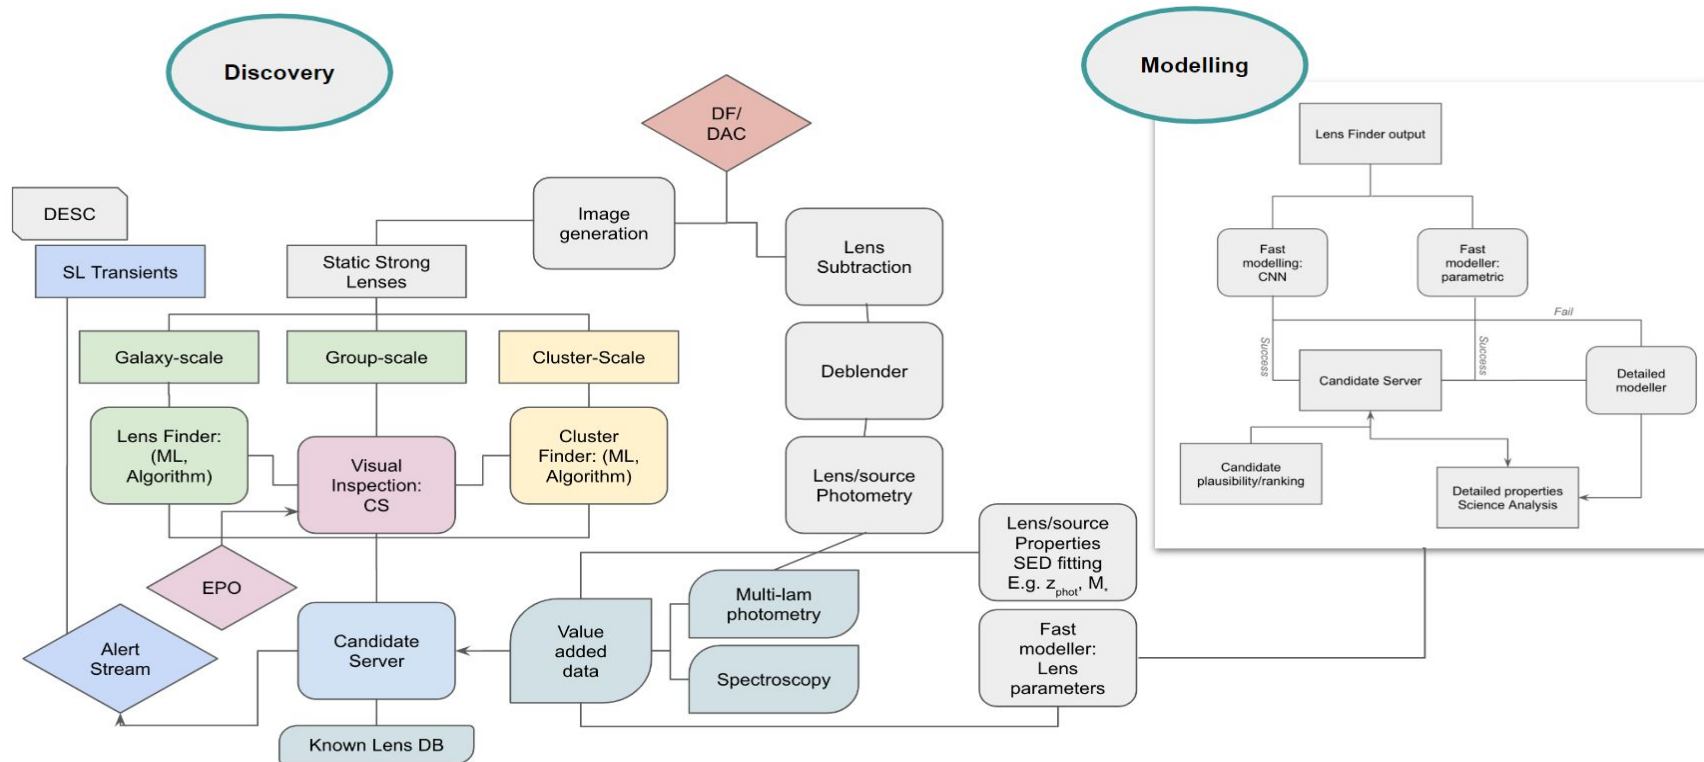 Discovery
Modelling
DF/
DAC
Lens Finder output
DESC
Image
generation
Lens
Subtraction
SL Transients
Static Strong
Lenses
Fast
modelling:
CNN
Fast
modeller:
parametric
Fail
Galaxy-scale
Group-scale
Cluster-Scale
Deblender
Success
Success
Candidate Server
Detailed
modeller
Lens Finder:
(ML,
Algorithm)
Visual
Inspection:
CS
Cluster
Finder: (ML,
Algorithm)
Lens/source
Photometry
Candidate
plausibility/ranking
Detailed properties
Science Analysis
Lens/source
Properties
SED fitting
E.g. z_phot, M_*
EPO
Multi-lam
photometry
Alert
Stream
Candidate
Server
Value
added
data
Spectroscopy
Fast
modeller:
Lens
parameters
Known Lens DB